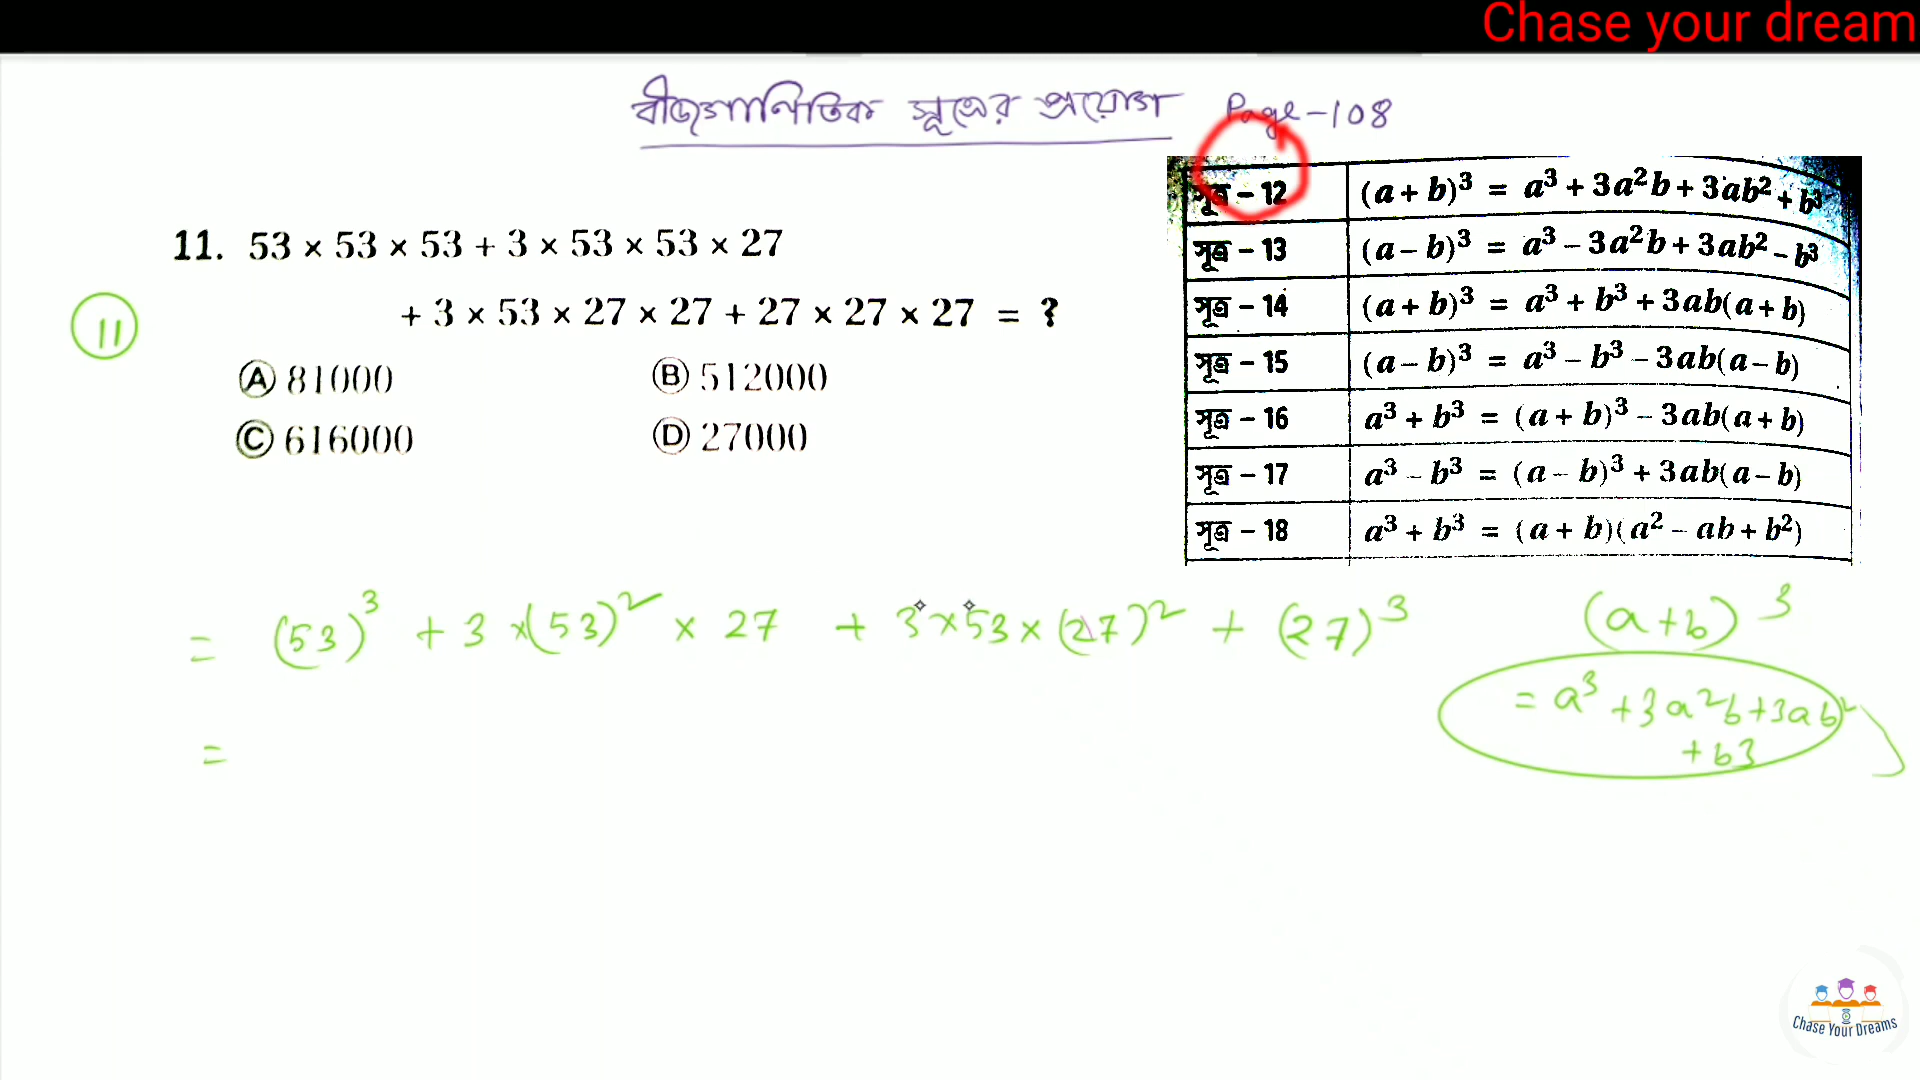 Chase your dream
বীজগাণিতিক সূত্রের প্রয়োগ Page-108
11. 53 × 53 × 53 + 3 × 53 × 53 × 27
+ 3 × 53 × 27 × 27 + 27 × 27 × 27 = ?
11
Ⓐ 81000 Ⓑ 512000
Ⓒ 616000 Ⓓ 27000
সূত্র – 12 (a + b)³ = a³ + 3a²b + 3ab² + b³
সূত্র – 13 (a – b)³ = a³ – 3a²b + 3ab² – b³
সূত্র – 14 (a + b)³ = a³ + b³ + 3ab(a + b)
সূত্র – 15 (a – b)³ = a³ – b³ – 3ab(a – b)
সূত্র – 16 a³ + b³ = (a + b)³ – 3ab(a + b)
সূত্র – 17 a³ – b³ = (a – b)³ + 3ab(a – b)
সূত্র – 18 a³ + b³ = (a + b)(a² – ab + b²)
= (53)³ + 3 × (53)² × 27 + 3 × 53 × (27)² + (27)³
(a+b)³
= a³ + 3a²b + 3ab²
+ b3
=
Chase Your Dreams